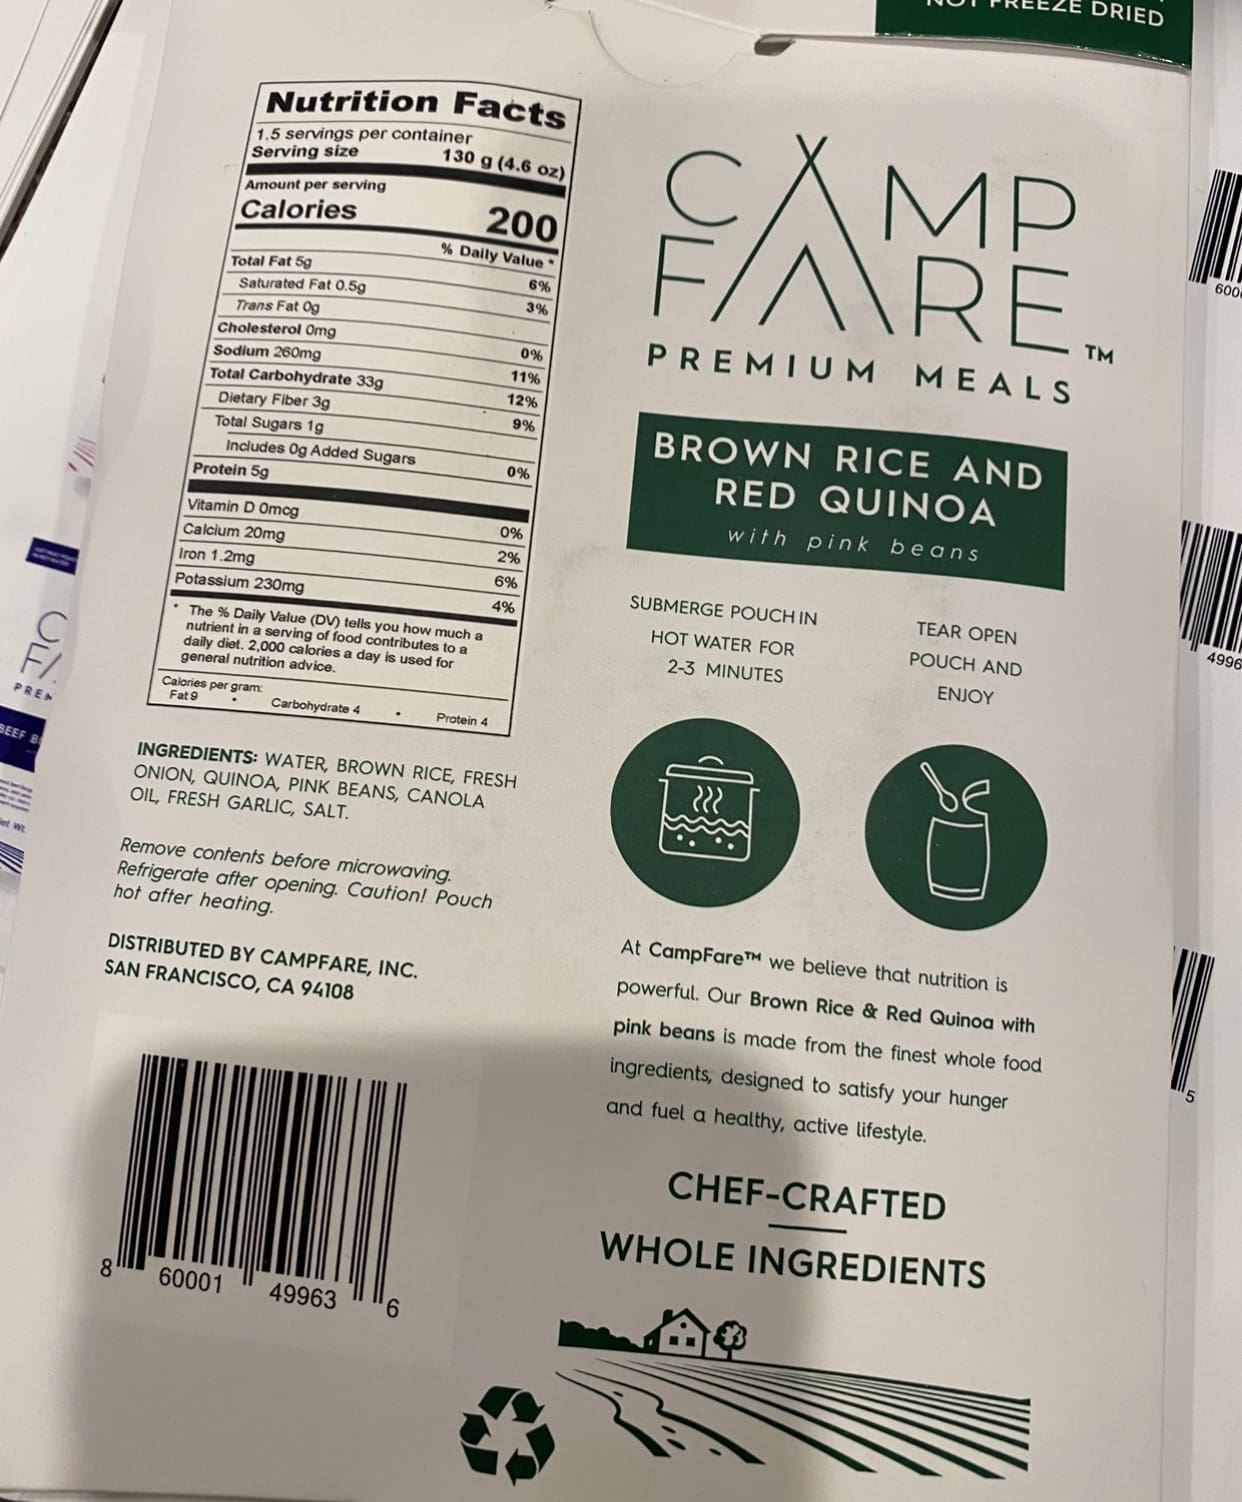 NOT FREEZE DRIED
Nutrition Facts
1.5 servings per container
Serving size 130 g (4.6 oz)
Amount per serving
Calories 200
% Daily Value *
Total Fat 5g 6%
Saturated Fat 0.5g 3%
Trans Fat 0g
Cholesterol 0mg 0%
Sodium 260mg 11%
Total Carbohydrate 33g 12%
Dietary Fiber 3g 9%
Total Sugars 1g
Includes 0g Added Sugars 0%
Protein 5g
Vitamin D 0mcg 0%
Calcium 20mg 2%
Iron 1.2mg 6%
Potassium 230mg 4%
* The % Daily Value (DV) tells you how much a
nutrient in a serving of food contributes to a
daily diet. 2,000 calories a day is used for
general nutrition advice.
Calories per gram:
Fat 9 • Carbohydrate 4 • Protein 4
INGREDIENTS: WATER, BROWN RICE, FRESH
ONION, QUINOA, PINK BEANS, CANOLA
OIL, FRESH GARLIC, SALT.
Remove contents before microwaving.
Refrigerate after opening. Caution! Pouch
hot after heating.
DISTRIBUTED BY CAMPFARE, INC.
SAN FRANCISCO, CA 94108
8 60001 49963 6
CAMP
FARE™
PREMIUM MEALS
BROWN RICE AND
RED QUINOA
with pink beans
SUBMERGE POUCH IN
HOT WATER FOR
2-3 MINUTES
TEAR OPEN
POUCH AND
ENJOY
At CampFare™ we believe that nutrition is
powerful. Our Brown Rice & Red Quinoa with
pink beans is made from the finest whole food
ingredients, designed to satisfy your hunger
and fuel a healthy, active lifestyle.
CHEF-CRAFTED
WHOLE INGREDIENTS
C
F
PREM
BEEF B
Net Wt
600
4996
5